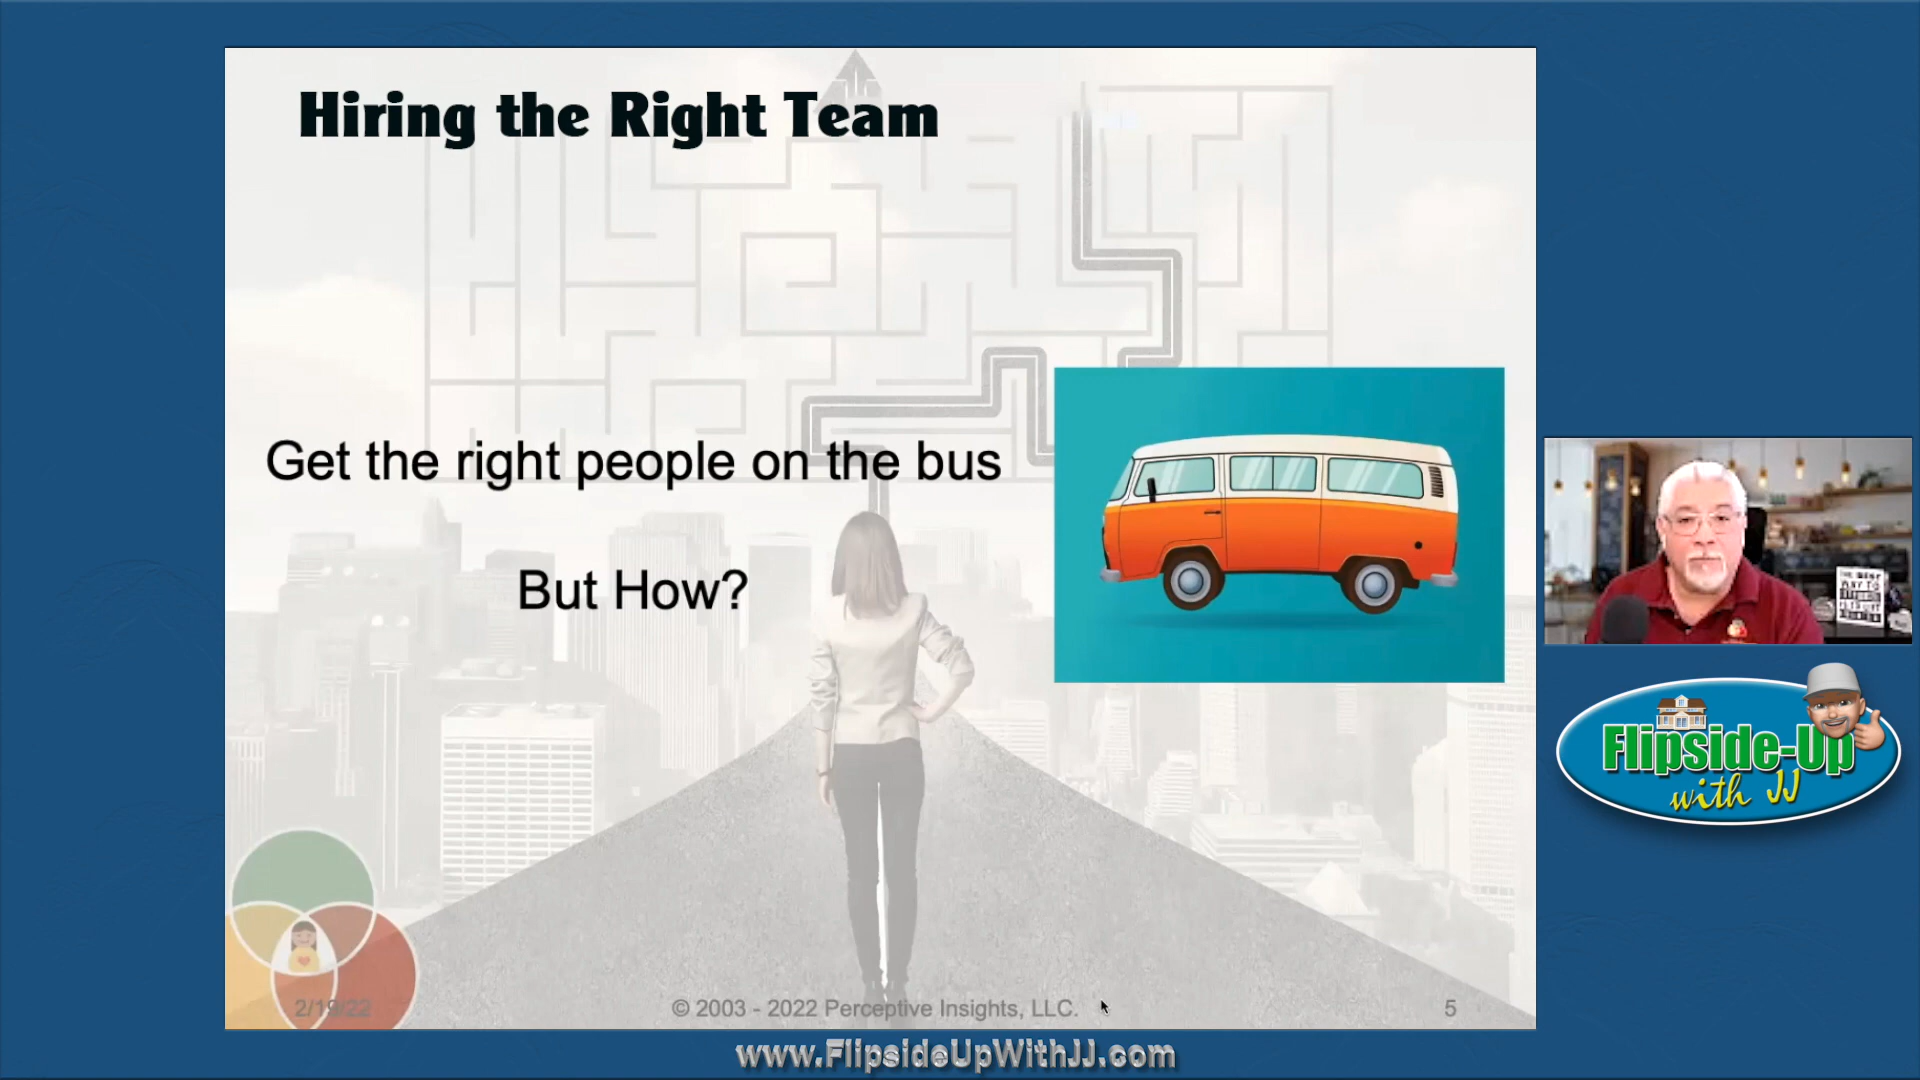 Hiring the Right Team
Get the right people on the bus
But How?
2/19/22
© 2003 - 2022 Perceptive Insights, LLC.
5
Flipside-Up
with JJ
www.FlipsideUpWithJJ.com